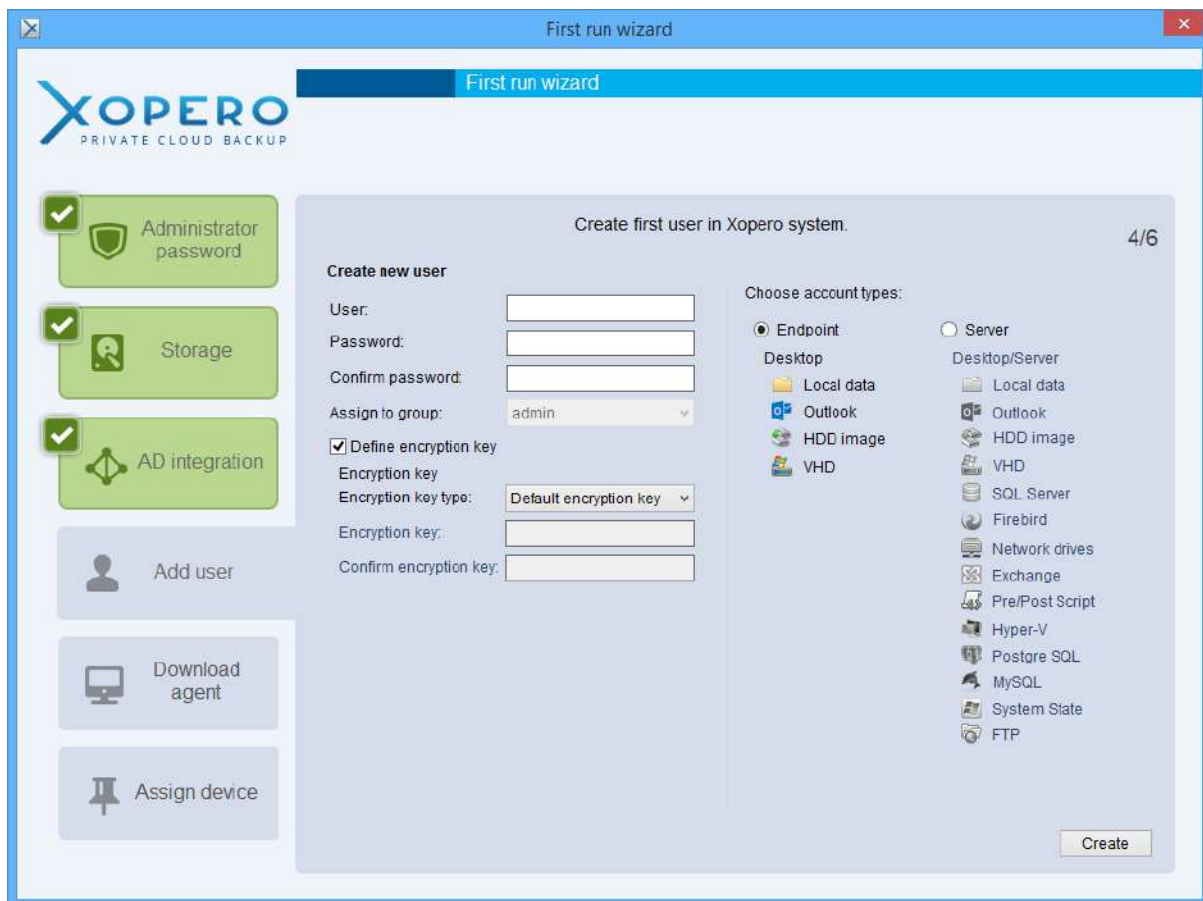 First run wizard
First run wizard
XOPERO
PRIVATE CLOUD BACKUP
Administrator
password
Storage
AD integration
Add user
Download
agent
Assign device
Create first user in Xopero system.
4/6
Create new user
User:
Password:
Confirm password:
Assign to group: admin
Define encryption key
Encryption key
Encryption key type: Default encryption key
Encryption key:
Confirm encryption key:
Choose account types:
Endpoint
Desktop
Local data
Outlook
HDD image
VHD
Server
Desktop/Server
Local data
Outlook
HDD image
VHD
SQL Server
Firebird
Network drives
Exchange
Pre/Post Script
Hyper-V
Postgre SQL
MySQL
System State
FTP
Create